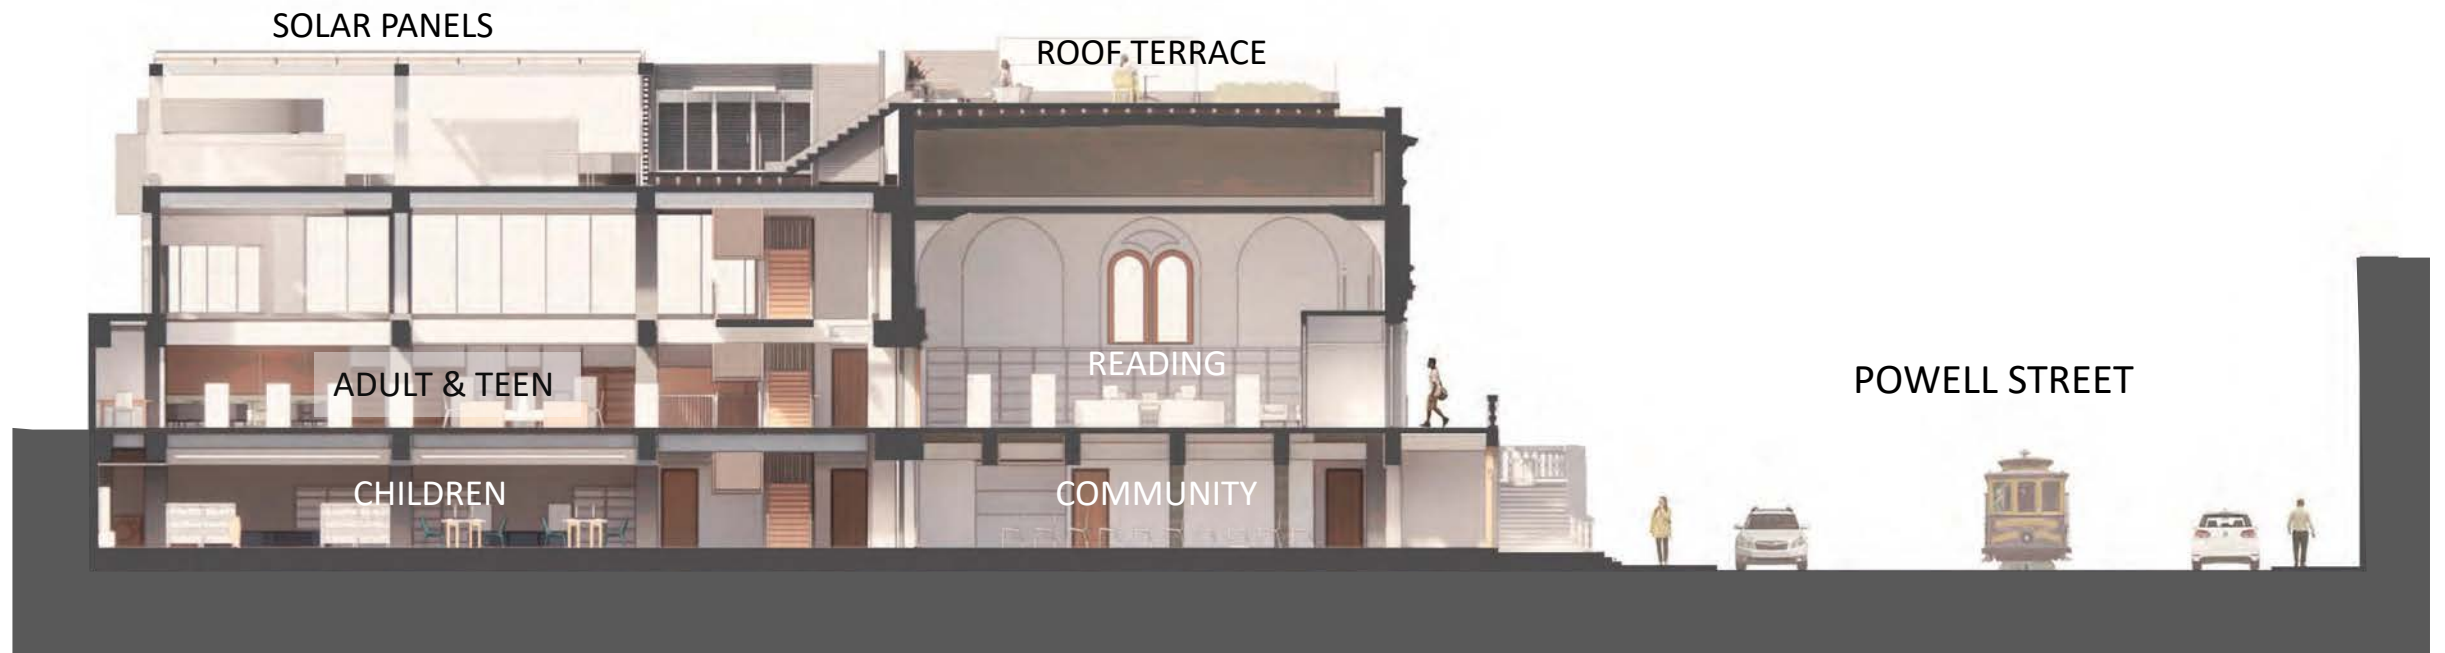 SOLAR PANELS
ROOF TERRACE
READING
ADULT & TEEN
POWELL STREET
CHILDREN
COMMUNITY